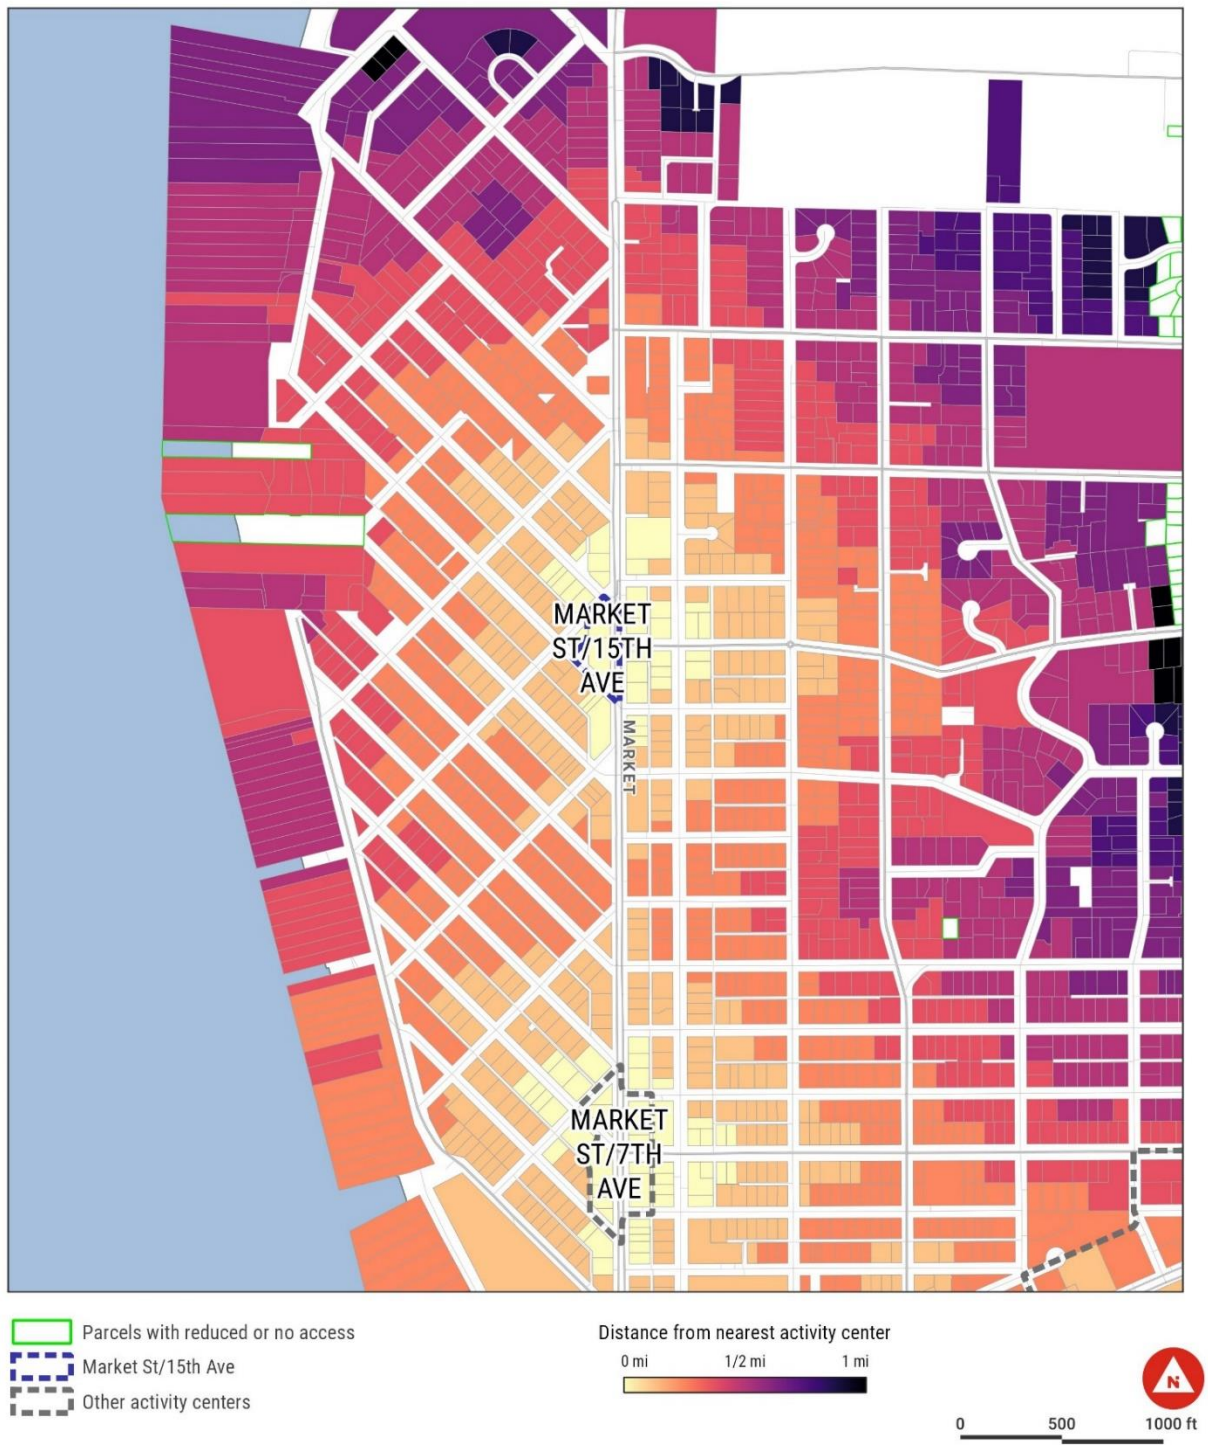 MARKET
ST/15TH
AVE
MARKET
MARKET
ST/7TH
AVE
Parcels with reduced or no access
Market St/15th Ave
Other activity centers
Distance from nearest activity center
0 mi 1/2 mi 1 mi
N
0 500 1000 ft